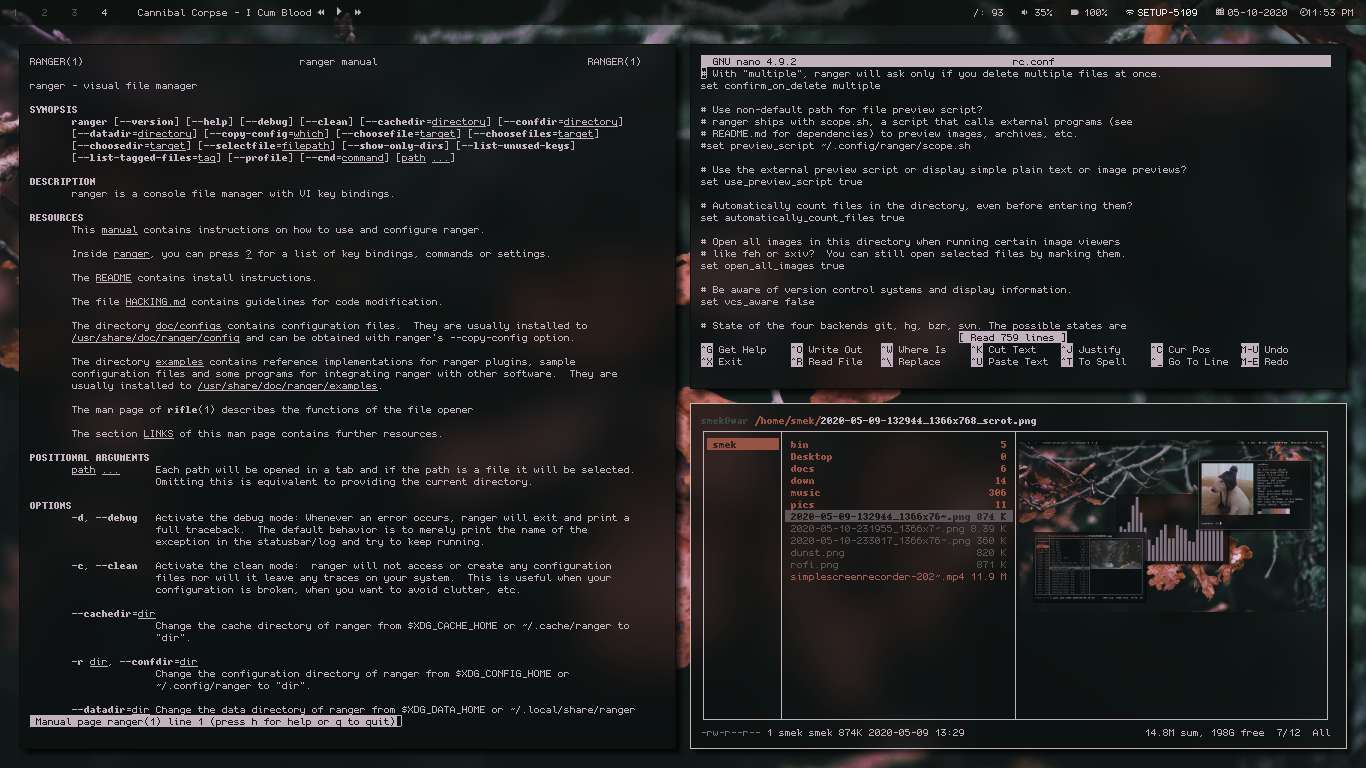 1 2 3 4 Cannibal Corpse - I Cum Blood
/: 93 35% 100% SETUP-5109 05-10-2020 11:53 PM
RANGER(1) ranger manual RANGER(1)
ranger - visual file manager
SYNOPSIS
ranger [--version] [--help] [--debug] [--clean] [--cachedir=directory] [--confdir=directory]
[--datadir=directory] [--copy-config=which] [--choosefile=target] [--choosefiles=target]
[--choosedir=target] [--selectfile=filepath] [--show-only-dirs] [--list-unused-keys]
[--list-tagged-files=tag] [--profile] [--cmd=command] [path ...]
DESCRIPTION
ranger is a console file manager with VI key bindings.
RESOURCES
This manual contains instructions on how to use and configure ranger.
Inside ranger, you can press ? for a list of key bindings, commands or settings.
The README contains install instructions.
The file HACKING.md contains guidelines for code modification.
The directory doc/configs contains configuration files.  They are usually installed to
/usr/share/doc/ranger/config and can be obtained with ranger's --copy-config option.
The directory examples contains reference implementations for ranger plugins, sample
configuration files and some programs for integrating ranger with other software.  They are
usually installed to /usr/share/doc/ranger/examples.
The man page of rifle(1) describes the functions of the file opener
The section LINKS of this man page contains further resources.
POSITIONAL ARGUMENTS
path ... Each path will be opened in a tab and if the path is a file it will be selected.
Omitting this is equivalent to providing the current directory.
OPTIONS
-d, --debug Activate the debug mode: Whenever an error occurs, ranger will exit and print a
full traceback.  The default behavior is to merely print the name of the
exception in the statusbar/log and try to keep running.
-c, --clean Activate the clean mode:  ranger will not access or create any configuration
files nor will it leave any traces on your system.  This is useful when your
configuration is broken, when you want to avoid clutter, etc.
--cachedir=dir
Change the cache directory of ranger from $XDG_CACHE_HOME or ~/.cache/ranger to
"dir".
-r dir, --confdir=dir
Change the configuration directory of ranger from $XDG_CONFIG_HOME or
~/.config/ranger to "dir".
--datadir=dir Change the data directory of ranger from $XDG_DATA_HOME or ~/.local/share/ranger
Manual page ranger(1) line 1 (press h for help or q to quit)
GNU nano 4.9.2 rc.conf
# With "multiple", ranger will ask only if you delete multiple files at once.
set confirm_on_delete multiple
# Use non-default path for file preview script?
# ranger ships with scope.sh, a script that calls external programs (see
# README.md for dependencies) to preview images, archives, etc.
#set preview_script ~/.config/ranger/scope.sh
# Use the external preview script or display simple plain text or image previews?
set use_preview_script true
# Automatically count files in the directory, even before entering them?
set automatically_count_files true
# Open all images in this directory when running certain image viewers
# like feh or sxiv?  You can still open selected files by marking them.
set open_all_images true
# Be aware of version control systems and display information.
set vcs_aware false
# State of the four backends git, hg, bzr, svn. The possible states are
[ Read 759 lines ]
^G Get Help ^O Write Out ^W Where Is ^K Cut Text ^J Justify ^C Cur Pos M-U Undo
^X Exit ^R Read File ^\ Replace ^U Paste Text ^T To Spell ^_ Go To Line M-E Redo
smek@war /home/smek/2020-05-09-132944_1366x768_scrot.png
smek
bin 5
Desktop 0
docs 6
down 14
music 306
pics 11
2020-05-09-132944_1366x76~.png 874 K
2020-05-10-231955_1366x7~.png 8.39 M
2020-05-10-233017_1366x76~.png 360 K
dunst.png 820 K
rofi.png 871 K
simplescreenrecorder-202~.mp4 11.9 M
-rw-r--r-- 1 smek smek 874K 2020-05-09 13:29 14.8M sum, 198G free  7/12  All